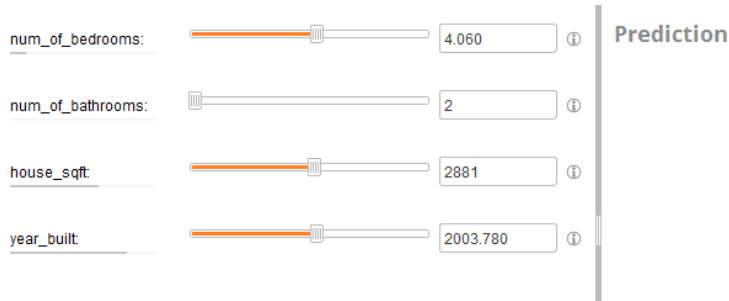 Prediction
num_of_bedrooms: 4.060
num_of_bathrooms: 2
house_sqft: 2881
year_built: 2003.780